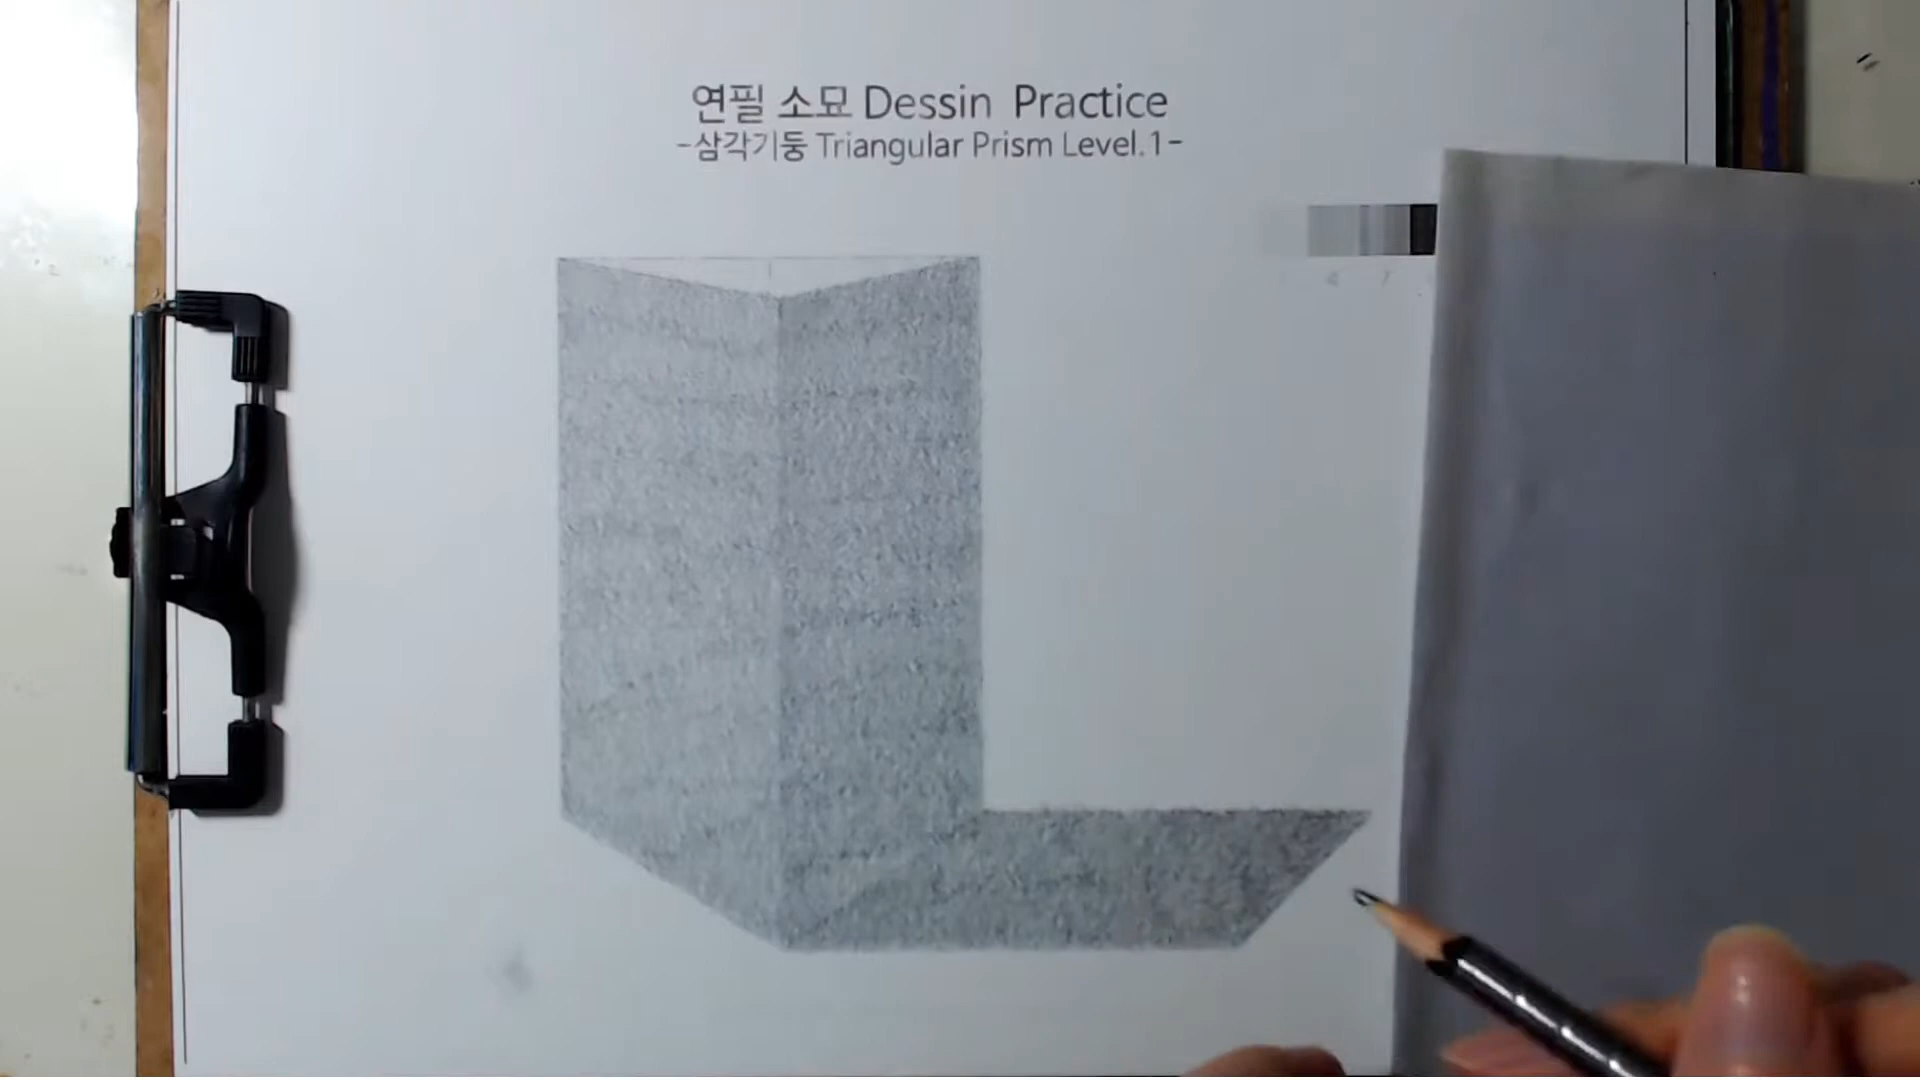 연필 소묘 Dessin Practice
-삼각기둥 Triangular Prism Level.1-